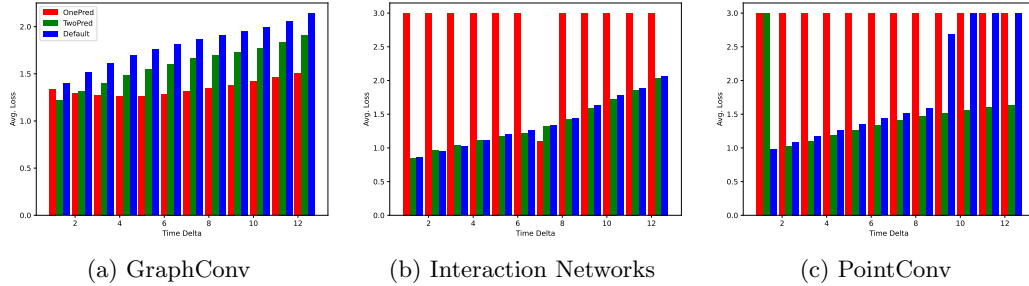 OnePred
TwoPred
Default
2.0
1.5
1.0
0.5
0.0
Avg. Loss
2 4 6 8 10 12
Time Delta
(a) GraphConv
3.0
2.5
2.0
1.5
1.0
0.5
0.0
Avg. Loss
2 4 6 8 10 12
Time Delta
(b) Interaction Networks
3.0
2.5
2.0
1.5
1.0
0.5
0.0
Avg. Loss
2 4 6 8 10 12
Time Delta
(c) PointConv